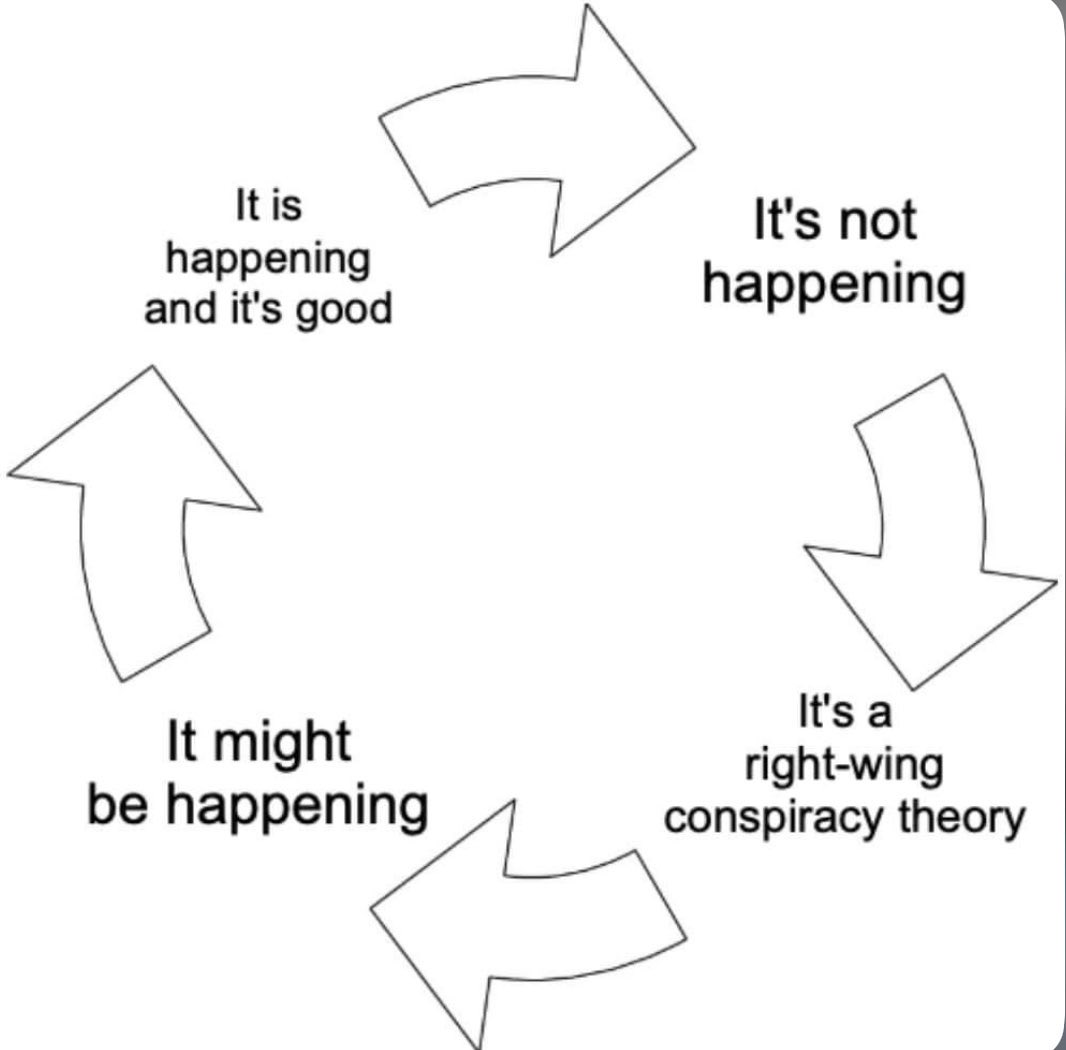 It is
happening
and it's good
It's not
happening
It's a
right-wing
conspiracy theory
It might
be happening